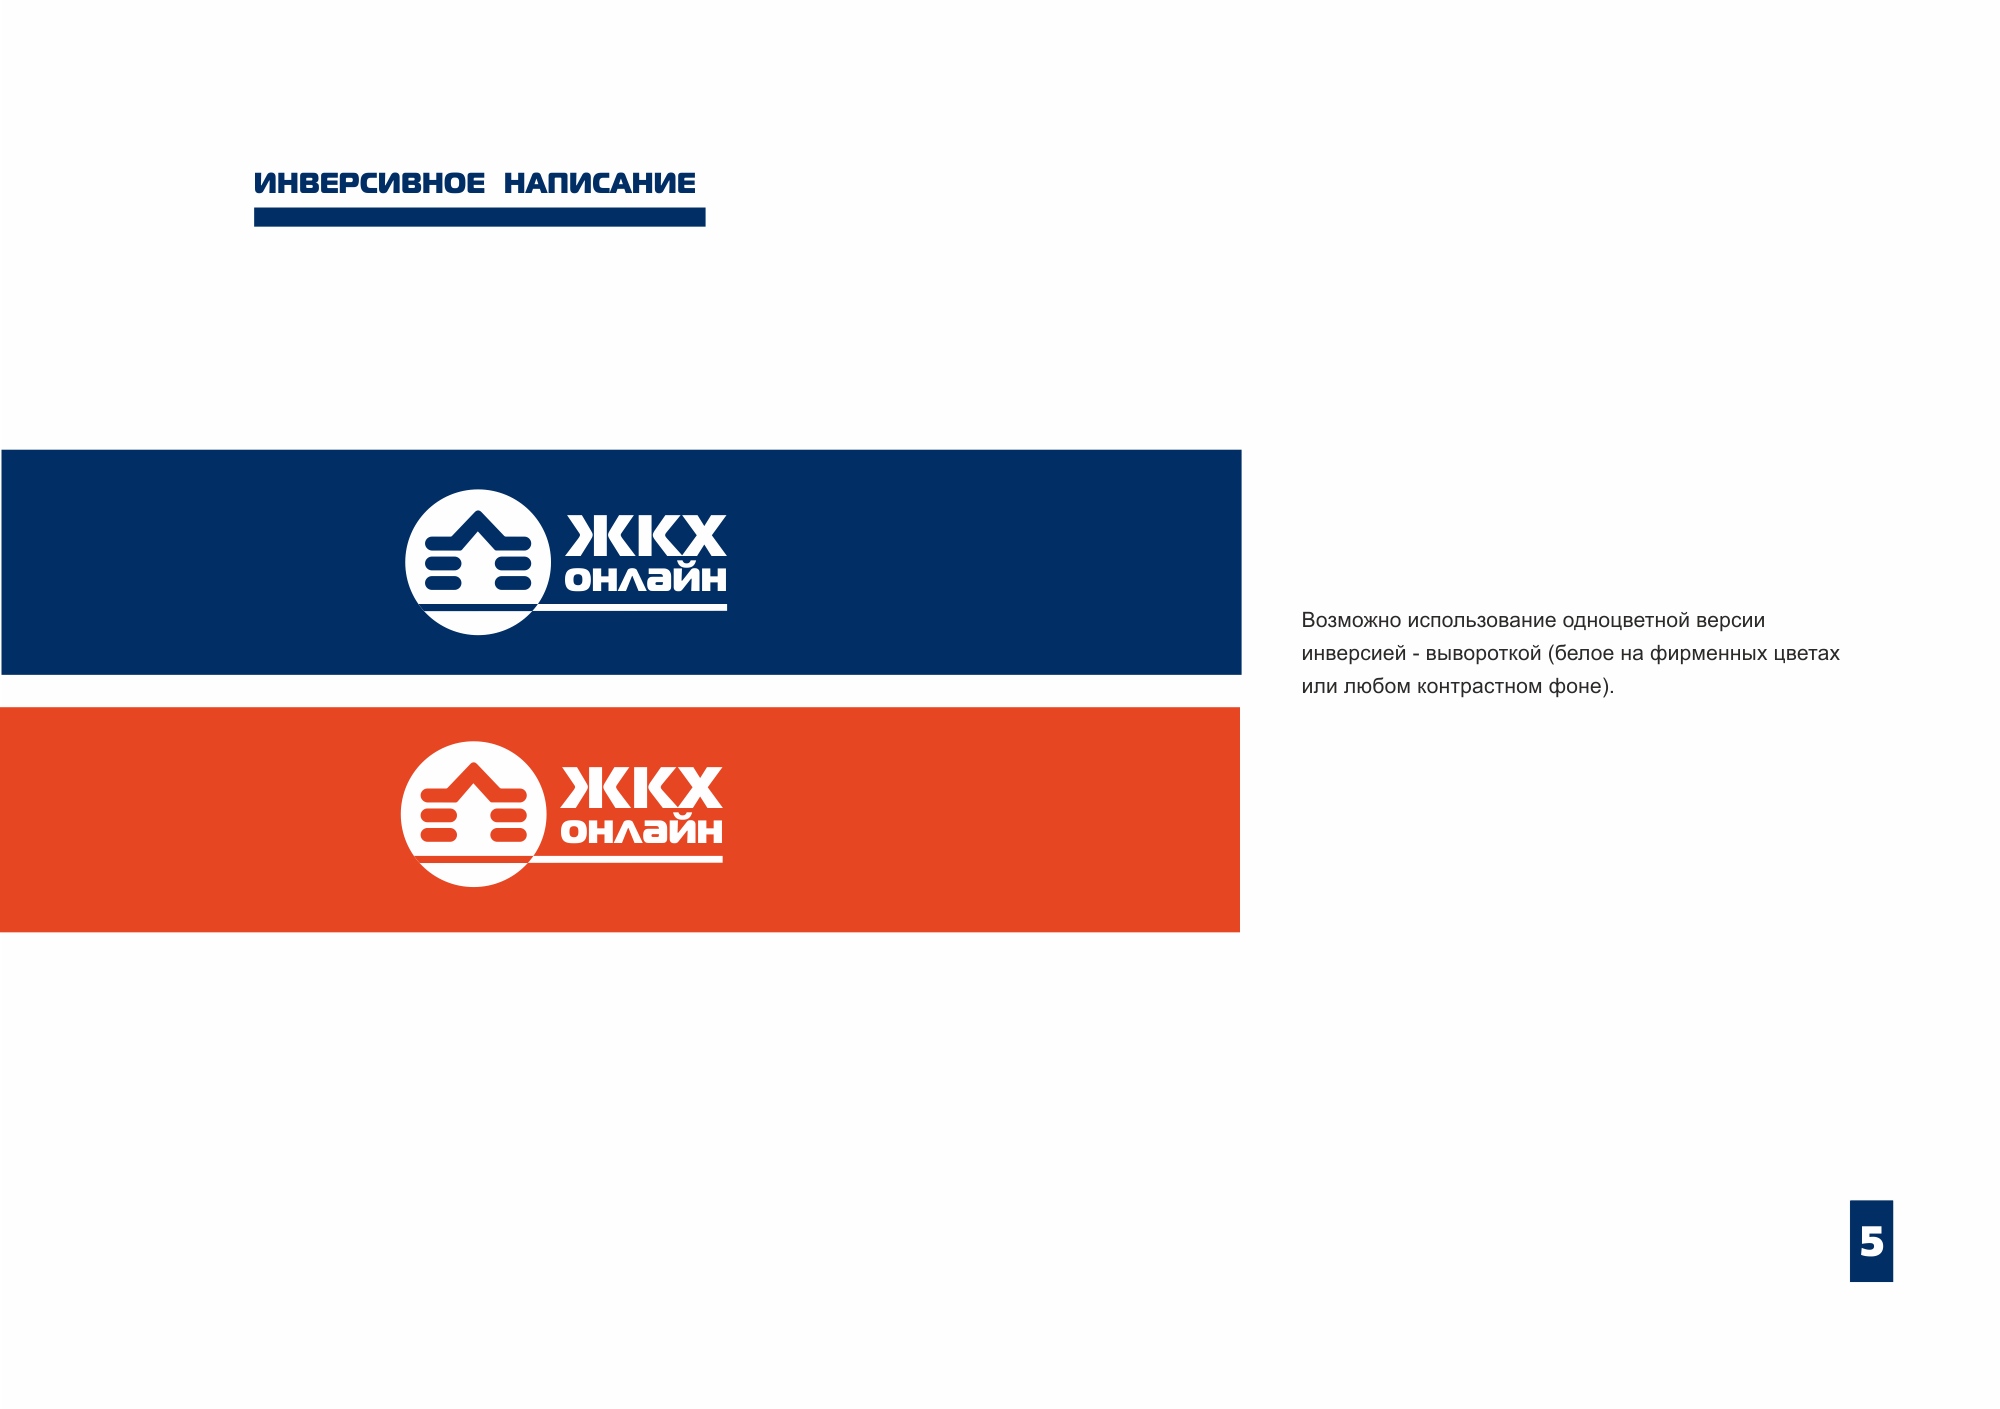 ИНВЕРСИВНОЕ НАПИСАНИЕ
ЖКХ
онлайн
Возможно использование одноцветной версии
инверсией - вывороткой (белое на фирменных цветах
или любом контрастном фоне).
ЖКХ
онлайн
5